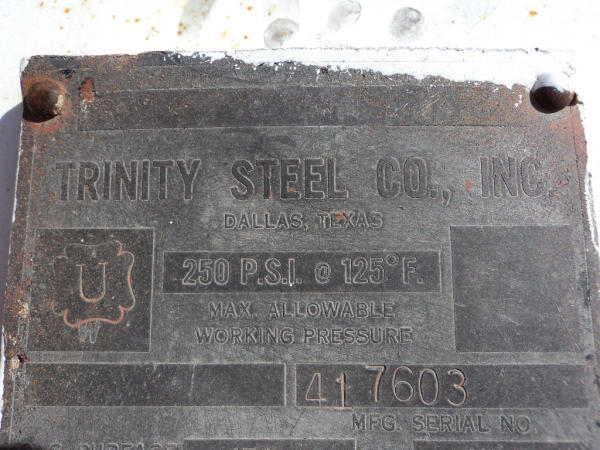 TRINITY STEEL CO., INC.
DALLAS, TEXAS
U
W
250 P.S.I. @ 125°F.
MAX. ALLOWABLE
WORKING PRESSURE
417603
MFG. SERIAL NO.